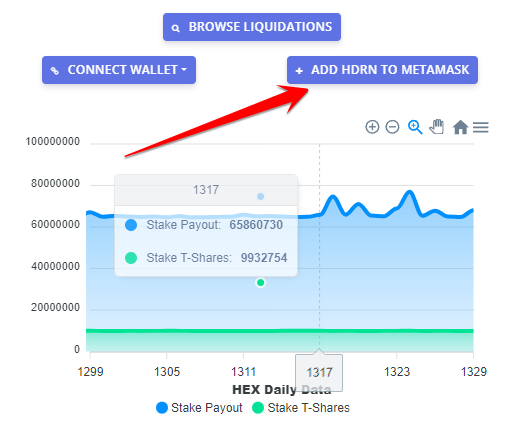 BROWSE LIQUIDATIONS
CONNECT WALLET
ADD HDRN TO METAMASK
100000000
80000000
60000000
40000000
20000000
0
1317
Stake Payout: 65860730
Stake T-Shares: 9932754
1299
1305
1311
1317
1323
1329
HEX Daily Data
Stake Payout
Stake T-Shares